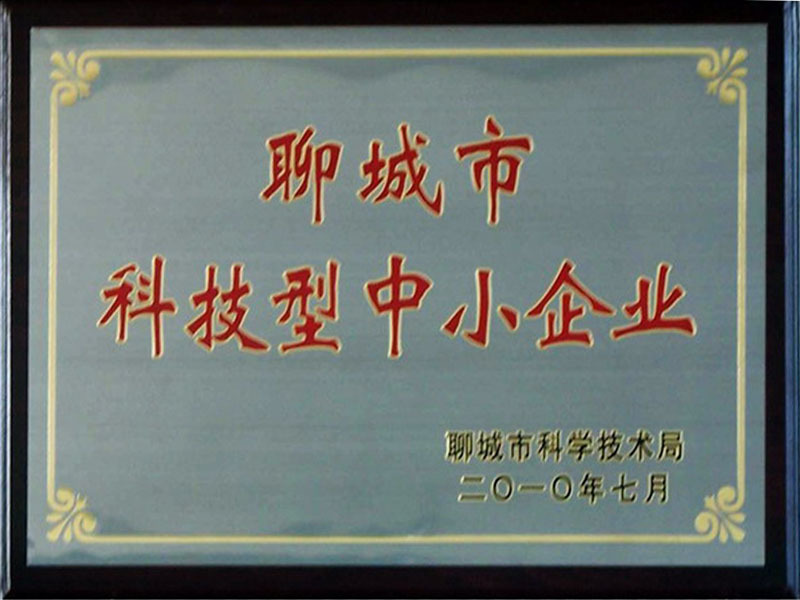 聊城市
科技型中小企业
聊城市科学技术局
二〇一〇年七月